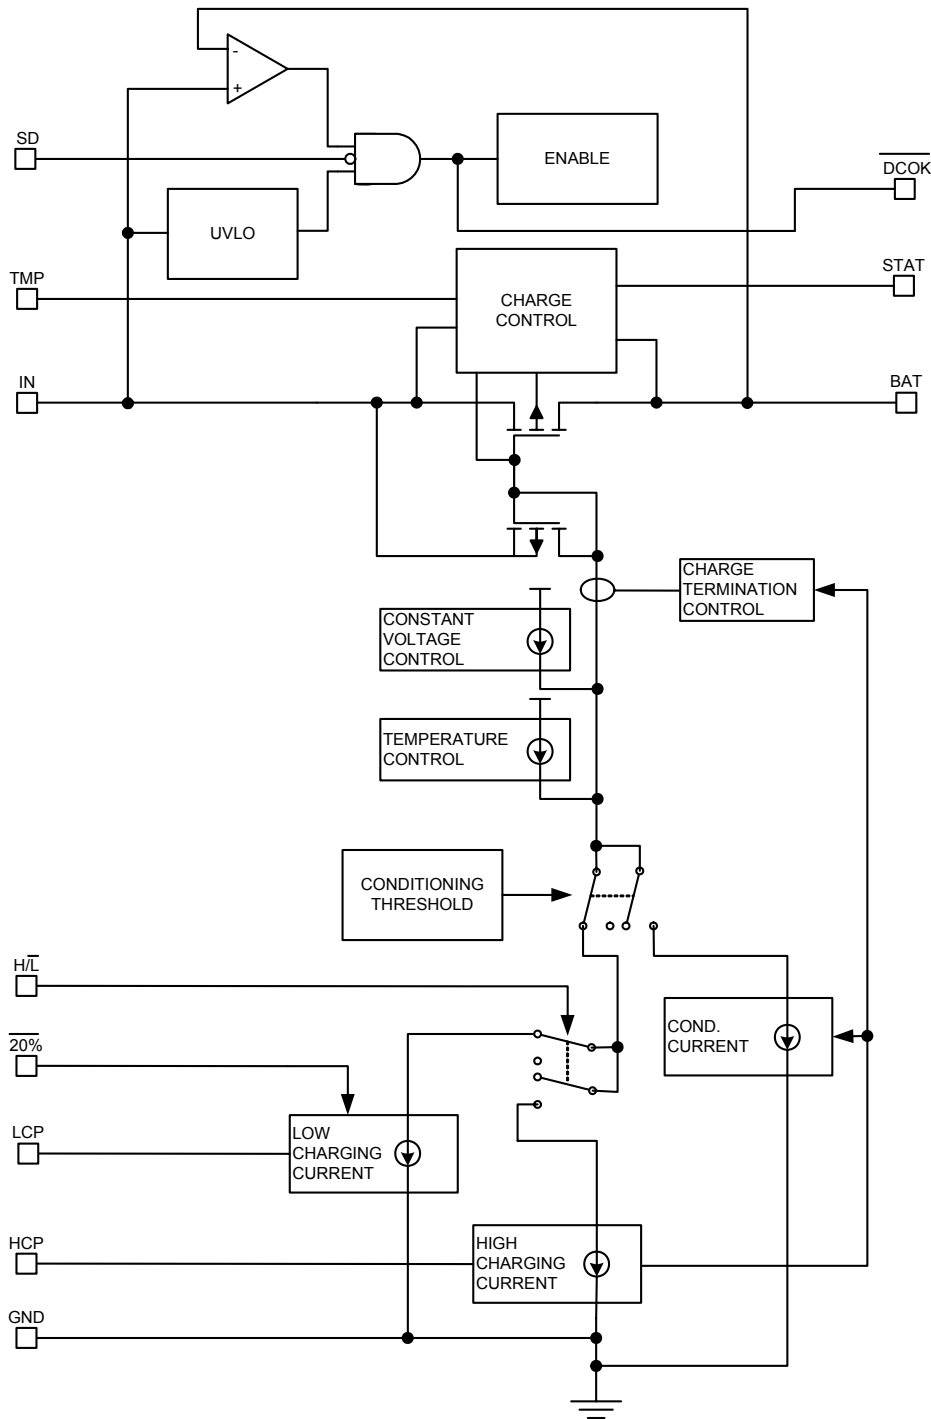 -
+
SD
ENABLE
DCOK
UVLO
TMP
CHARGE
CONTROL
STAT
IN
BAT
CHARGE
TERMINATION
CONTROL
CONSTANT
VOLTAGE
CONTROL
TEMPERATURE
CONTROL
CONDITIONING
THRESHOLD
H/L̅
20%
COND.
CURRENT
LCP
LOW
CHARGING
CURRENT
HCP
HIGH
CHARGING
CURRENT
GND